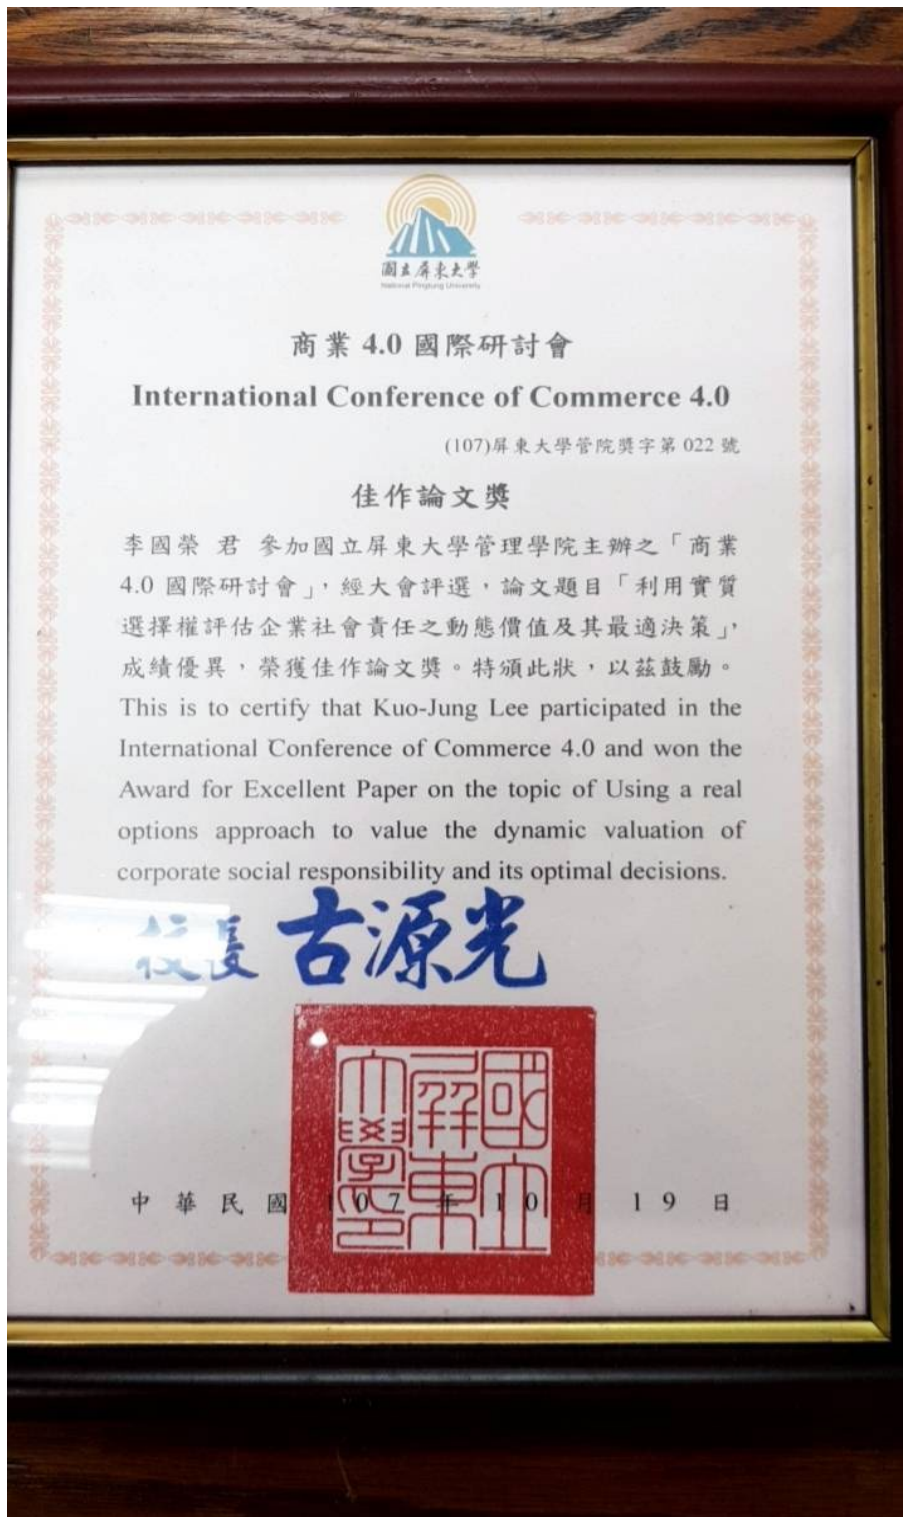 國立屏東大學
National Pingtung University
商業 4.0 國際研討會
International Conference of Commerce 4.0
(107)屏東大學管院獎字第 022 號
佳作論文獎
李國榮 君 參加國立屏東大學管理學院主辦之「商業
4.0 國際研討會」，經大會評選，論文題目「利用實質
選擇權評估企業社會責任之動態價值及其最適決策」，
成績優異，榮獲佳作論文獎。特頒此狀，以茲鼓勵。
This is to certify that Kuo-Jung Lee participated in the
International Conference of Commerce 4.0 and won the
Award for Excellent Paper on the topic of Using a real
options approach to value the dynamic valuation of
corporate social responsibility and its optimal decisions.
校長 古源光
國立屏東大學印
中華民國 107 年 10 月 19 日